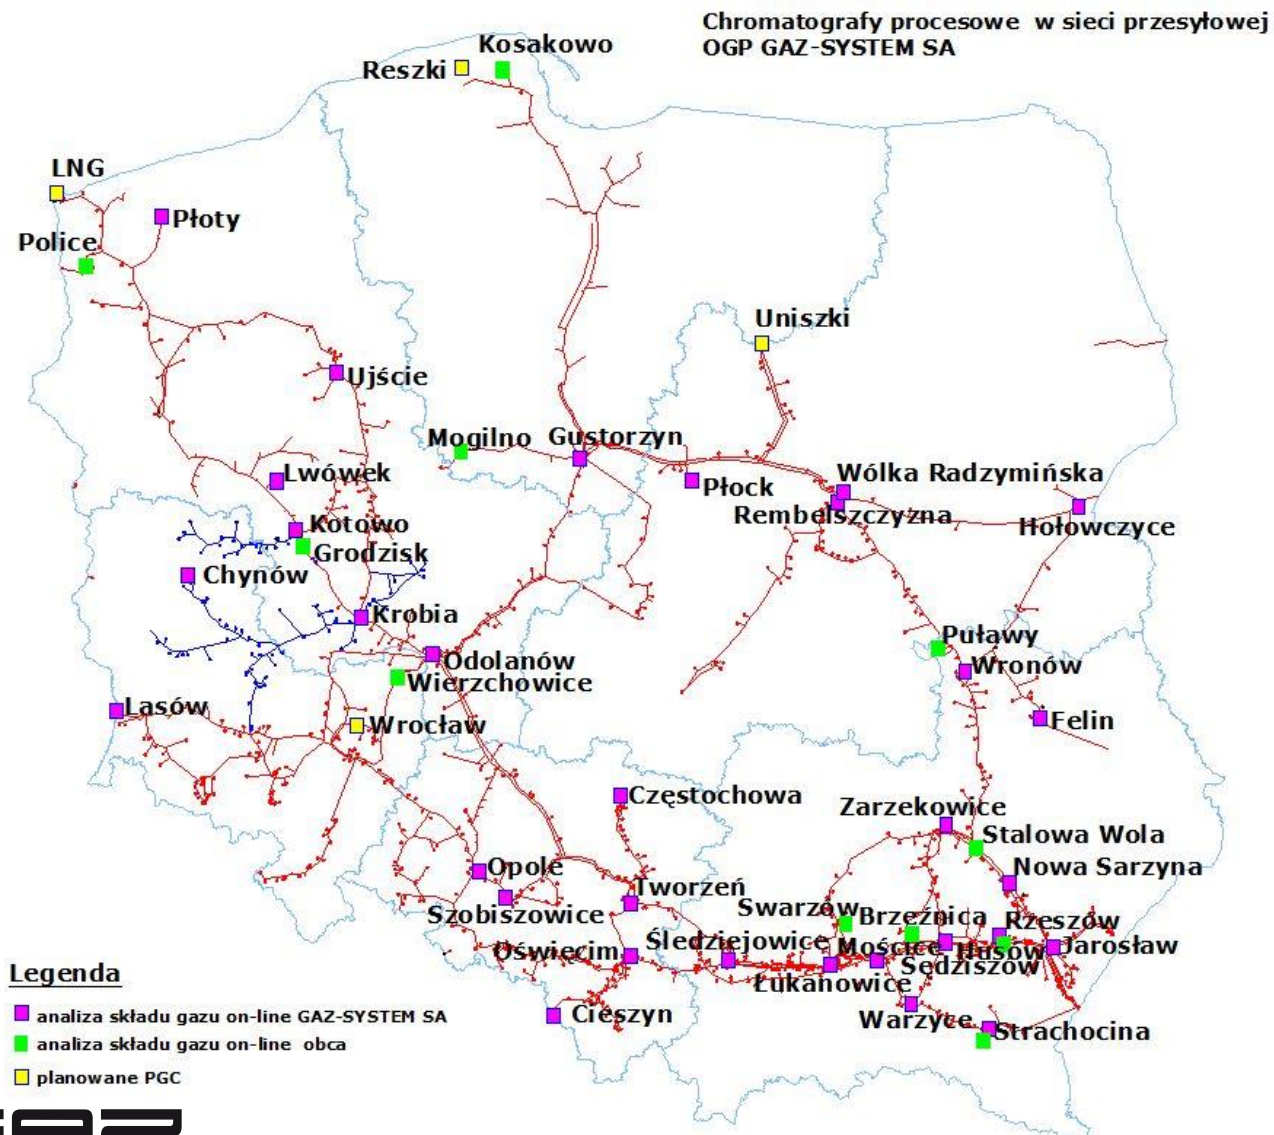 Chromatografy procesowe w sieci przesyłowej
OGP GAZ-SYSTEM SA
Kosakowo
Reszki
LNG
Płoty
Police
Uniszki
Ujście
Mogilno
Gustorzyn
Lwówek
Płock
Wólka Radzymińska
Rembelszczyzna
Hołowczyce
Kotowo
Grodzisk
Chynów
Krobia
Puławy
Odolanów
Wronów
Wierzchowice
Lasów
Wrocław
Felin
Częstochowa
Zarzekowice
Stalowa Wola
Opole
Nowa Sarzyna
Tworzeń
Szobiszowice
Swarzów
Brzeźnica
Rzeszów
Oświęcim
Śledziejowice
Mościce
Husów
Jarosław
Sędziszów
Łukanowice
Cieszyn
Warzyce
Strachocina
Legenda
analiza składu gazu on-line GAZ-SYSTEM SA
analiza składu gazu on-line obca
planowane PGC